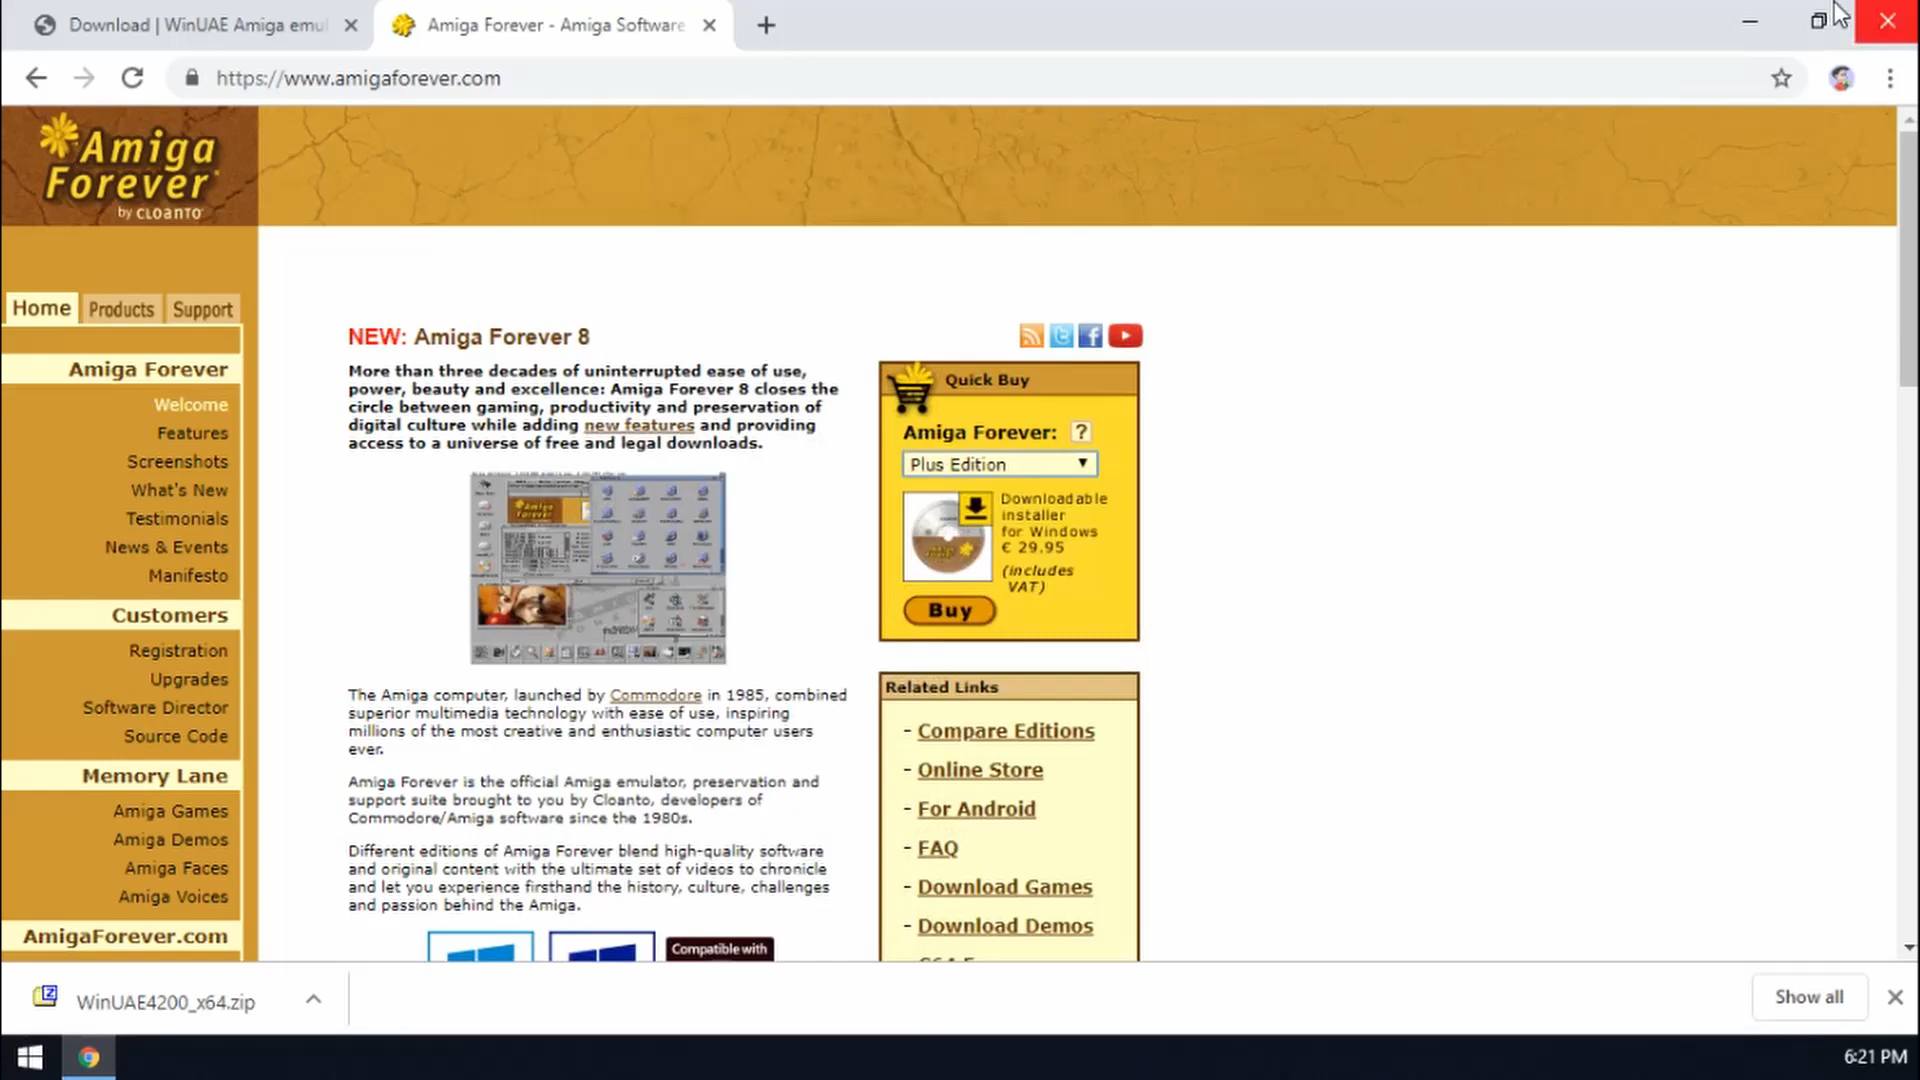 Download | WinUAE Amiga emul
Amiga Forever - Amiga Software
https://www.amigaforever.com
Amiga
Forever
by CLOANTO
Home
Products
Support
Amiga Forever
Welcome
Features
Screenshots
What's New
Testimonials
News & Events
Manifesto
Customers
Registration
Upgrades
Software Director
Source Code
Memory Lane
Amiga Games
Amiga Demos
Amiga Faces
Amiga Voices
AmigaForever.com
NEW: Amiga Forever 8
More than three decades of uninterrupted ease of use,
power, beauty and excellence: Amiga Forever 8 closes the
circle between gaming, productivity and preservation of
digital culture while adding new features and providing
access to a universe of free and legal downloads.
The Amiga computer, launched by Commodore in 1985, combined
superior multimedia technology with ease of use, inspiring
millions of the most creative and enthusiastic computer users
ever.
Amiga Forever is the official Amiga emulator, preservation and
support suite brought to you by Cloanto, developers of
Commodore/Amiga software since the 1980s.
Different editions of Amiga Forever blend high-quality software
and original content with the ultimate set of videos to chronicle
and let you experience firsthand the history, culture, challenges
and passion behind the Amiga.
Compatible with
Quick Buy
Amiga Forever: ?
Plus Edition
Downloadable
installer
for Windows
€ 29.95
(includes
VAT)
Buy
Related Links
- Compare Editions
- Online Store
- For Android
- FAQ
- Download Games
- Download Demos
WinUAE4200_x64.zip
Show all
6:21 PM